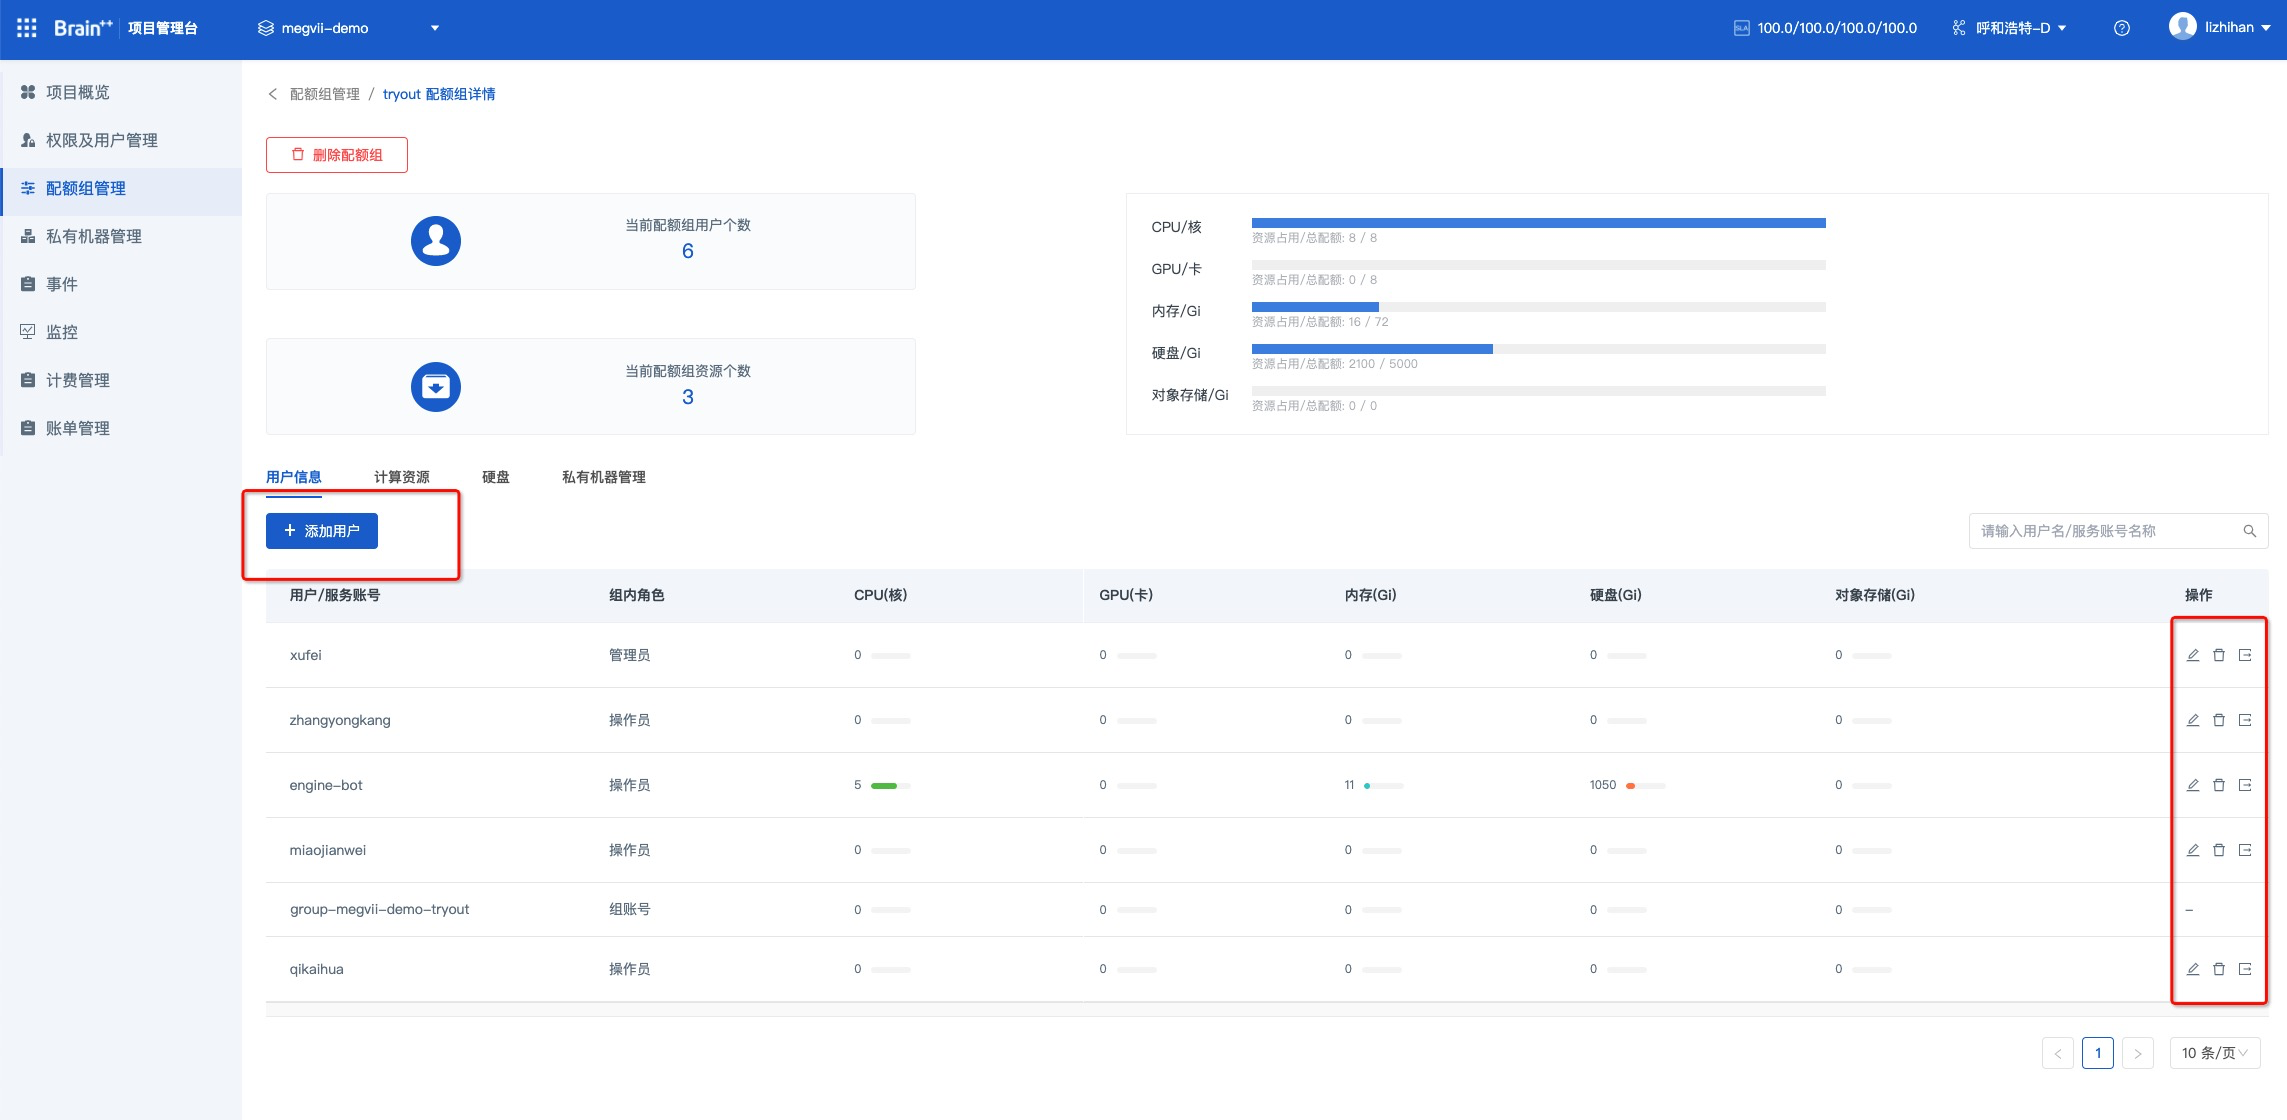 Brain++ 项目管理台 megvii-demo SLA 100.0/100.0/100.0/100.0 呼和浩特-D lizhihan
项目概览
权限及用户管理
配额组管理
私有机器管理
事件
监控
计费管理
账单管理
配额组管理 / tryout 配额组详情
删除配额组
当前配额组用户个数
6
当前配额组资源个数
3
CPU/核
资源占用/总配额: 8 / 8
GPU/卡
资源占用/总配额: 0 / 8
内存/Gi
资源占用/总配额: 16 / 72
硬盘/Gi
资源占用/总配额: 2100 / 5000
对象存储/Gi
资源占用/总配额: 0 / 0
用户信息 计算资源 硬盘 私有机器管理
+ 添加用户 请输入用户名/服务账号名称
用户/服务账号 组内角色 CPU(核) GPU(卡) 内存(Gi) 硬盘(Gi) 对象存储(Gi) 操作
xufei 管理员 0 0 0 0 0
zhangyongkang 操作员 0 0 0 0 0
engine-bot 操作员 5 0 11 1050 0
miaojianwei 操作员 0 0 0 0 0
group-megvii-demo-tryout 组账号 0 0 0 0 0 –
qikaihua 操作员 0 0 0 0 0
< 1 > 10 条/页